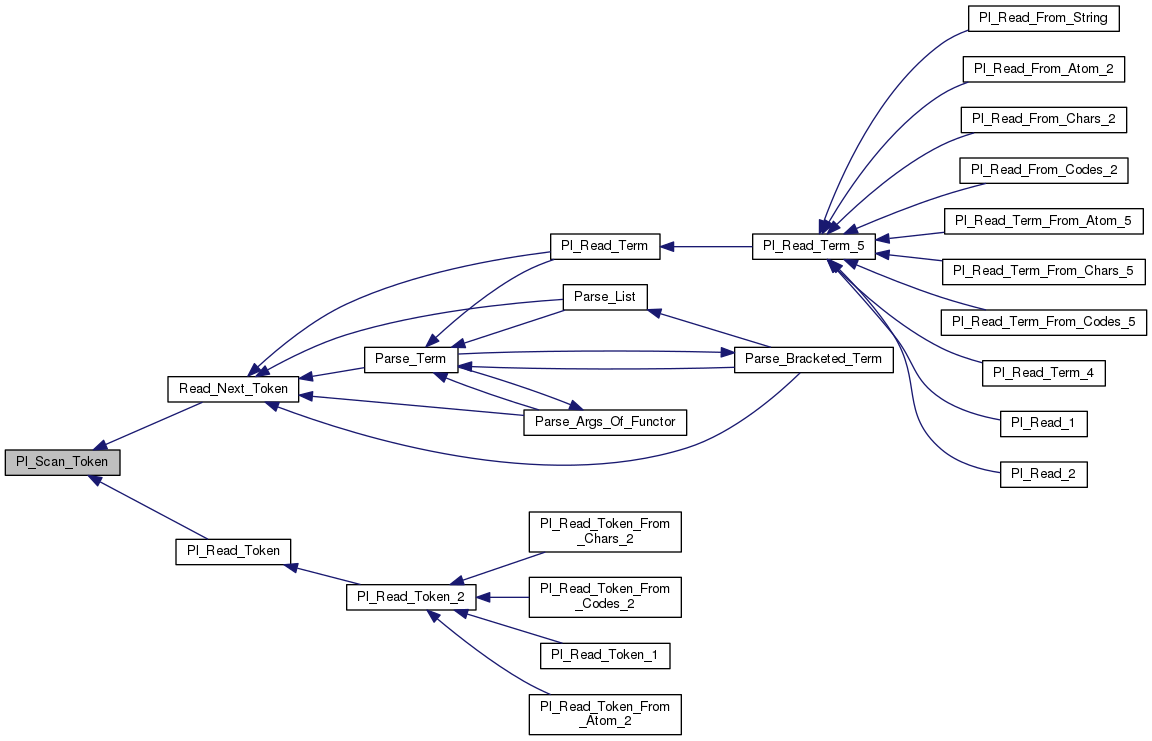 Pl_Read_From_String
Pl_Read_From_Atom_2
Pl_Read_From_Chars_2
Pl_Read_From_Codes_2
Pl_Read_Term_From_Atom_5
Pl_Read_Term
Pl_Read_Term_5
Pl_Read_Term_From_Chars_5
Parse_List
Pl_Read_Term_From_Codes_5
Parse_Term
Parse_Bracketed_Term
Pl_Read_Term_4
Read_Next_Token
Parse_Args_Of_Functor
Pl_Read_1
Pl_Scan_Token
Pl_Read_2
Pl_Read_Token_From
_Chars_2
Pl_Read_Token
Pl_Read_Token_From
_Codes_2
Pl_Read_Token_2
Pl_Read_Token_1
Pl_Read_Token_From
_Atom_2